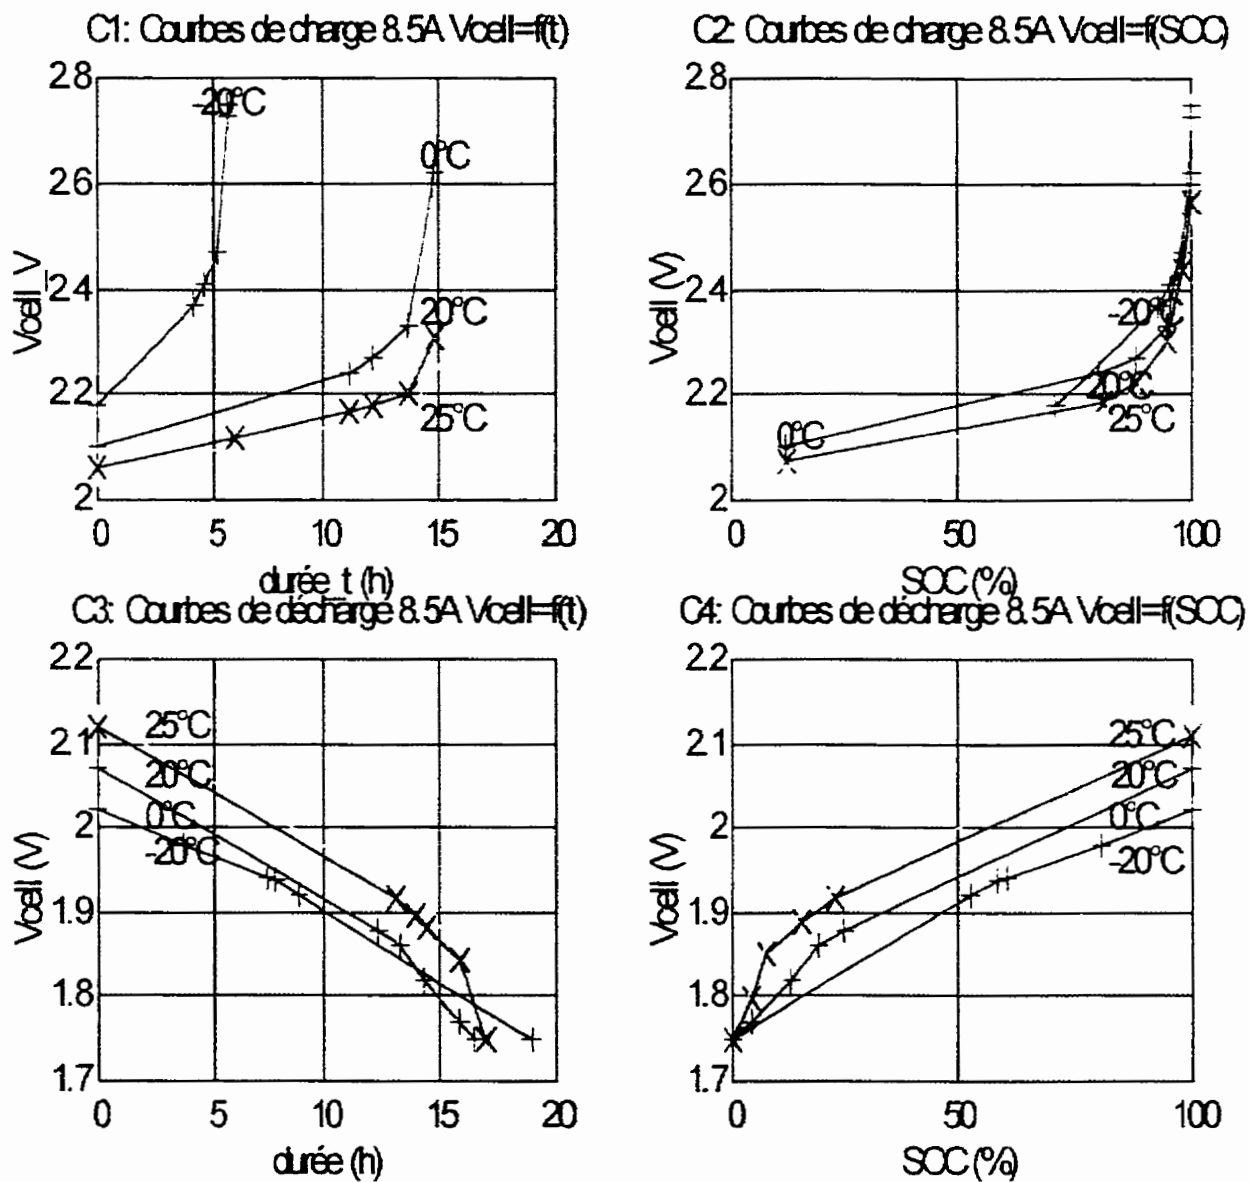 C1: Courbes de charge 8.5A Vcell=f(t)
C2: Courbes de charge 8.5A Vcell=f(SOC)
2.8
2.6
2.4
2.2
2
Vcell_V
-20°C
0°C
20°C
25°C
0 5 10 15 20
durée_t (h)
2.8
2.6
2.4
2.2
2
Vcell (V)
-20°C
20°C
25°C
0°C
0 50 100
SOC (%)
C3: Courbes de décharge 8.5A Vcell=f(t)
C4: Courbes de décharge 8.5A Vcell=f(SOC)
2.2
2.1
2
1.9
1.8
1.7
Vcell (V)
25°C
20°C
0°C
-20°C
0 5 10 15 20
durée (h)
2.2
2.1
2
1.9
1.8
1.7
Vcell (V)
25°C
20°C
0°C
-20°C
0 50 100
SOC (%)